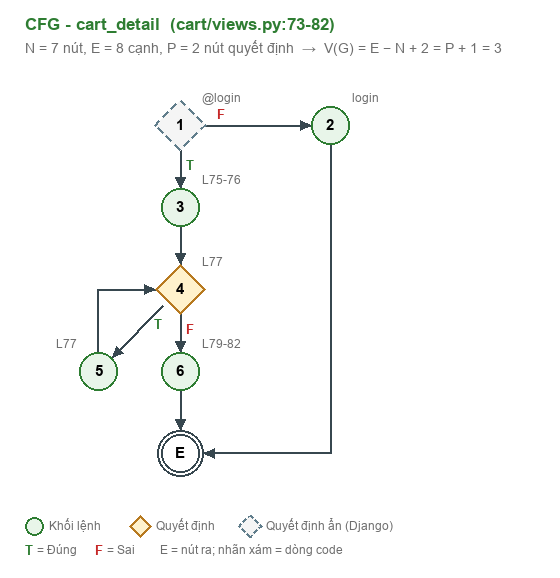 CFG - cart_detail (cart/views.py:73-82)
N = 7 nút, E = 8 cạnh, P = 2 nút quyết định → V(G) = E − N + 2 = P + 1 = 3
@login
login
F
1
2
T
L75-76
3
L77
4
T
F
L77
L79-82
5
6
E
Khối lệnh
Quyết định
Quyết định ẩn (Django)
T = Đúng F = Sai E = nút ra; nhãn xám = dòng code